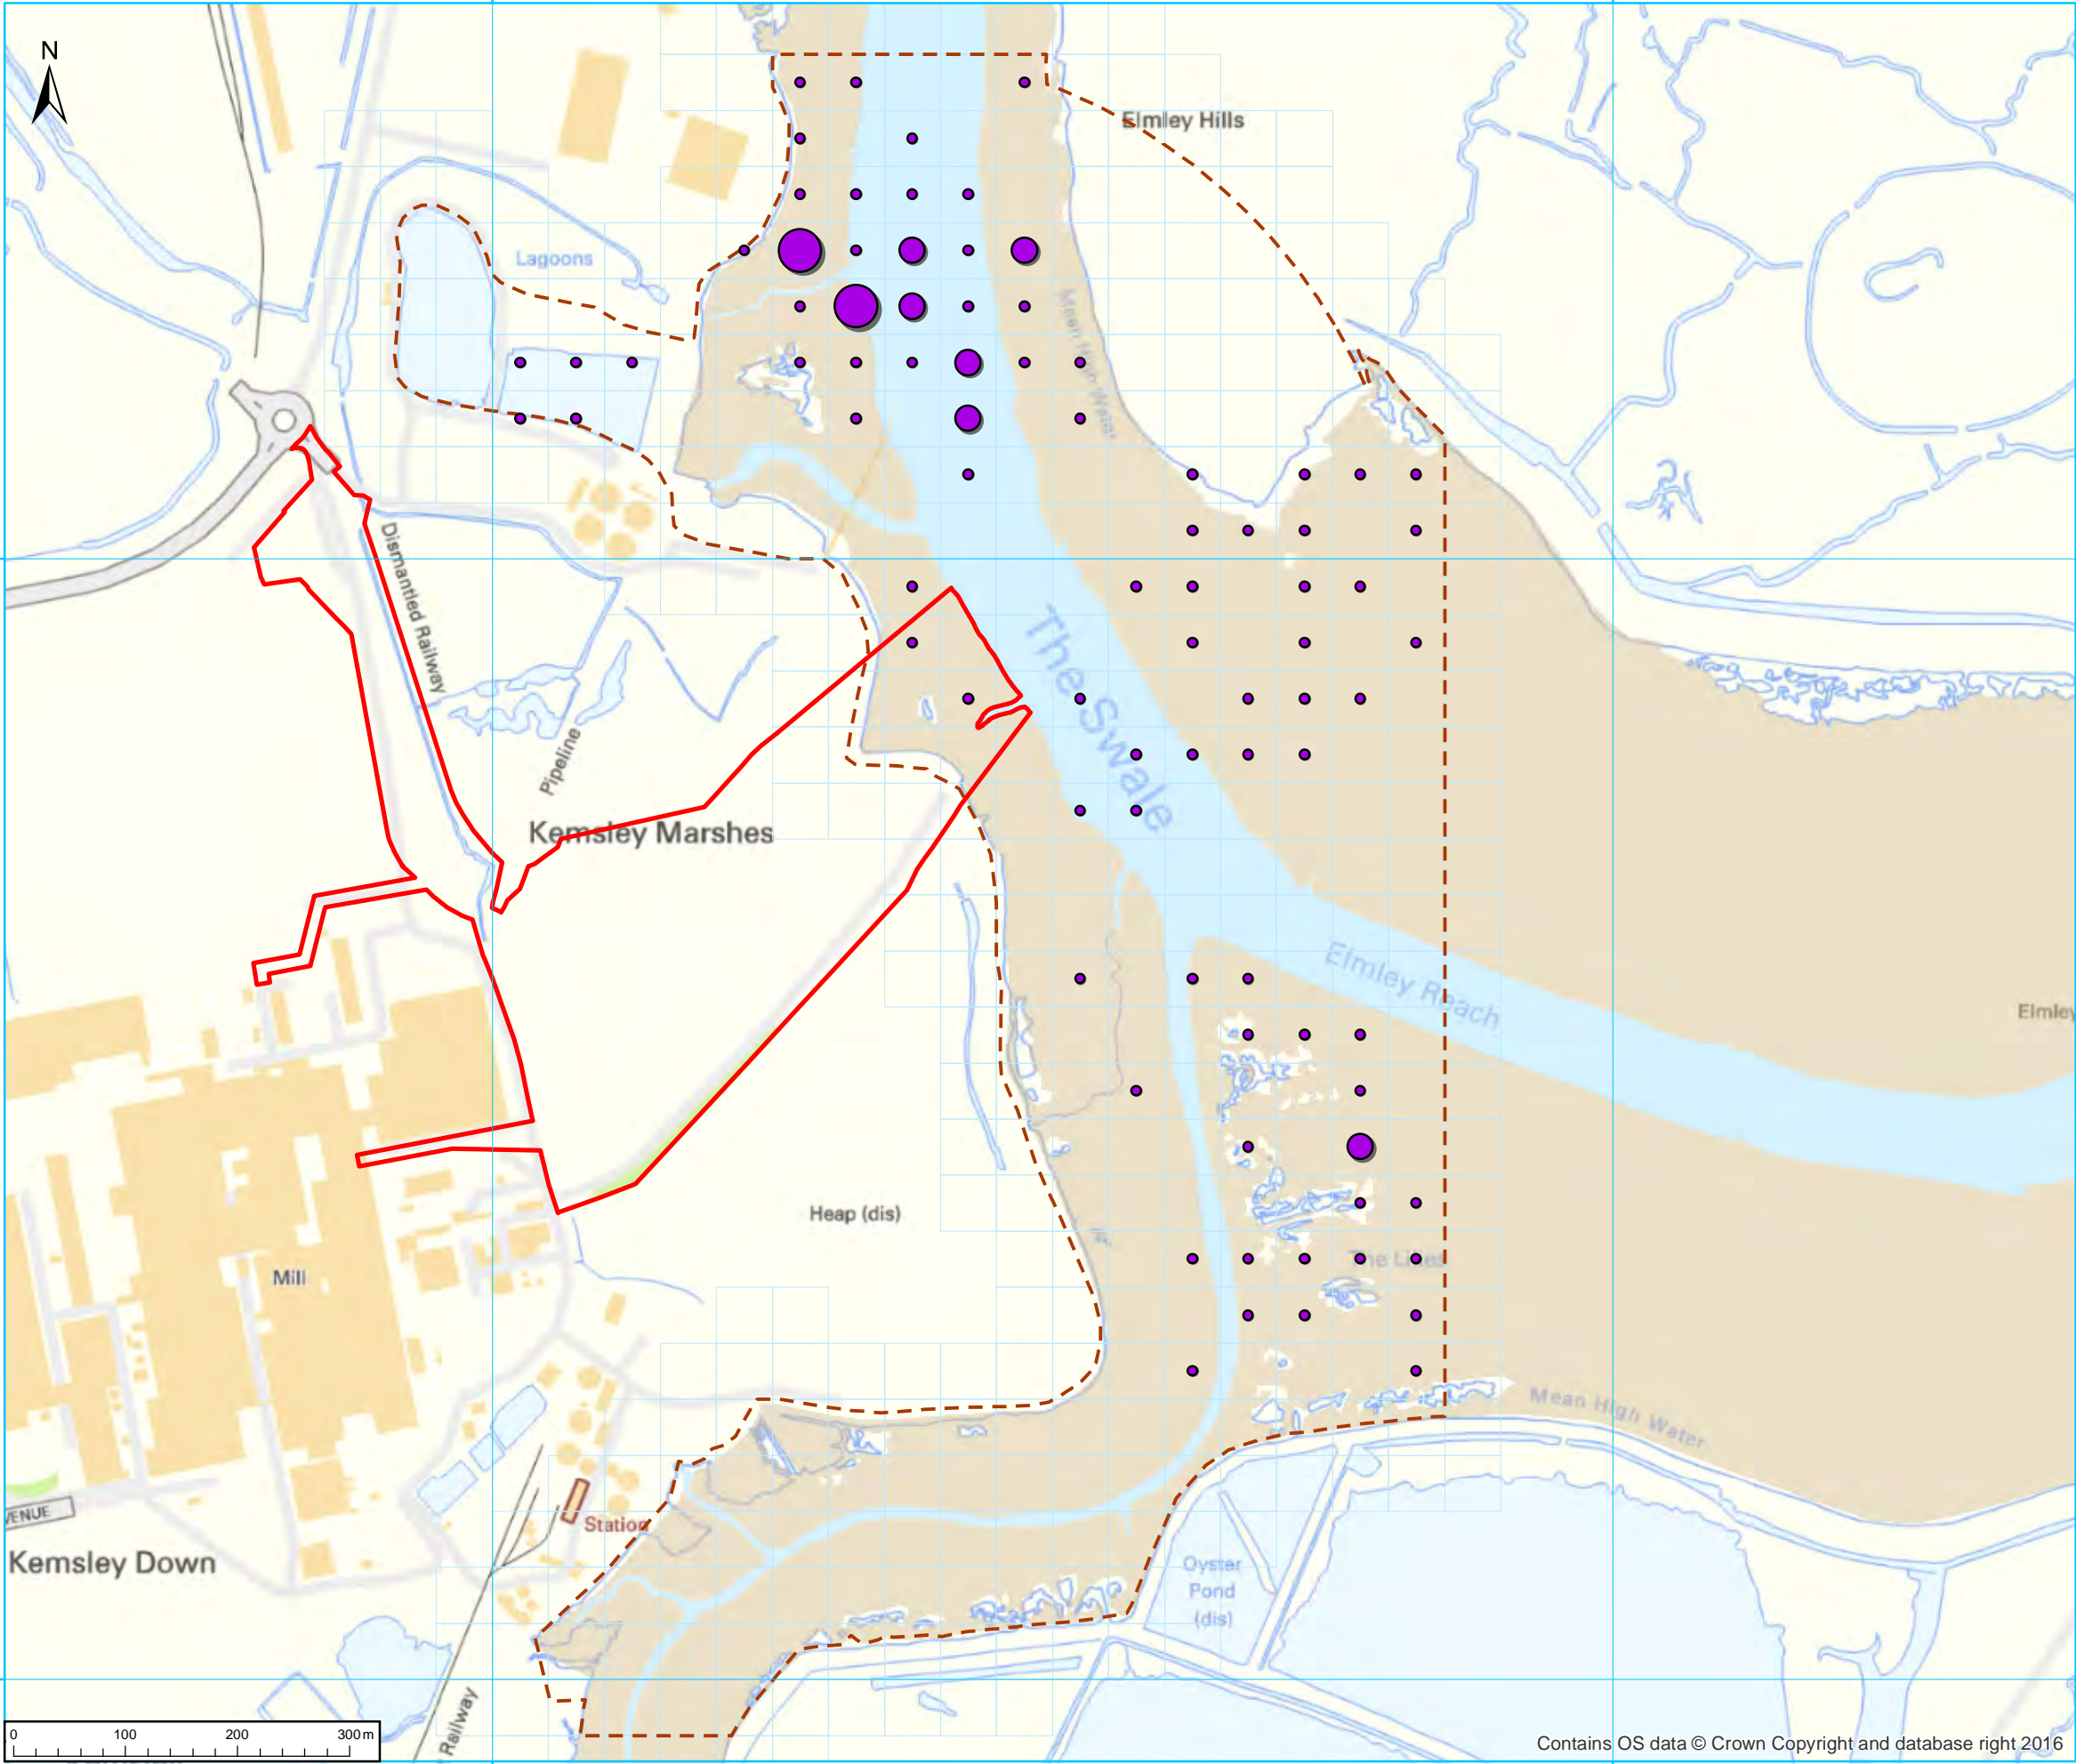 N
Elmley Hills
Lagoons
Mean High Water
Dismantled Railway
The Swale
Pipeline
Kemsley Marshes
Elmley Reach
Elmley
Heap (dis)
The Lilies
Mill
Mean High Water
VENUE
Station
Kemsley Down
Oyster
Pond
(dis)
Railway
0 100 200 300 m
Contains OS data © Crown Copyright and database right 2016